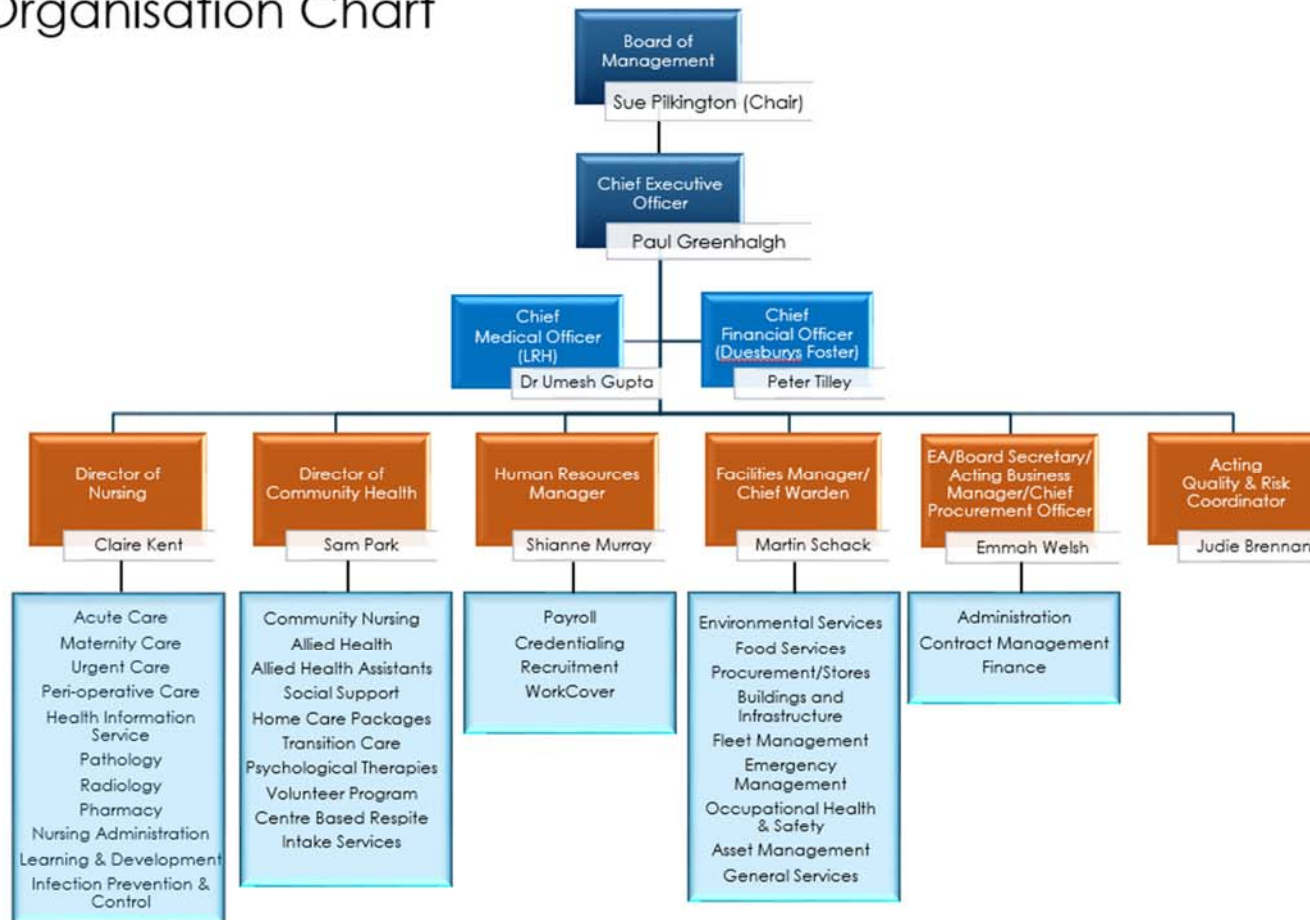 Organisation Chart
Board of
Management
Sue Pilkington (Chair)
Chief Executive
Officer
Paul Greenhalgh
Chief
Medical Officer
(LRH)
Dr Umesh Gupta
Chief
Financial Officer
(Duesburys Foster)
Peter Tilley
Director of
Nursing
Claire Kent
Director of
Community Health
Sam Park
Human Resources
Manager
Shianne Murray
Facilities Manager/
Chief Warden
Martin Schack
EA/Board Secretary/
Acting Business
Manager/Chief
Procurement Officer
Emmah Welsh
Acting
Quality & Risk
Coordinator
Judie Brennan
Acute Care
Maternity Care
Urgent Care
Peri-operative Care
Health Information
Service
Pathology
Radiology
Pharmacy
Nursing Administration
Learning & Development
Infection Prevention &
Control
Community Nursing
Allied Health
Allied Health Assistants
Social Support
Home Care Packages
Transition Care
Psychological Therapies
Volunteer Program
Centre Based Respite
Intake Services
Payroll
Credentialing
Recruitment
WorkCover
Environmental Services
Food Services
Procurement/Stores
Buildings and
Infrastructure
Fleet Management
Emergency
Management
Occupational Health
& Safety
Asset Management
General Services
Administration
Contract Management
Finance